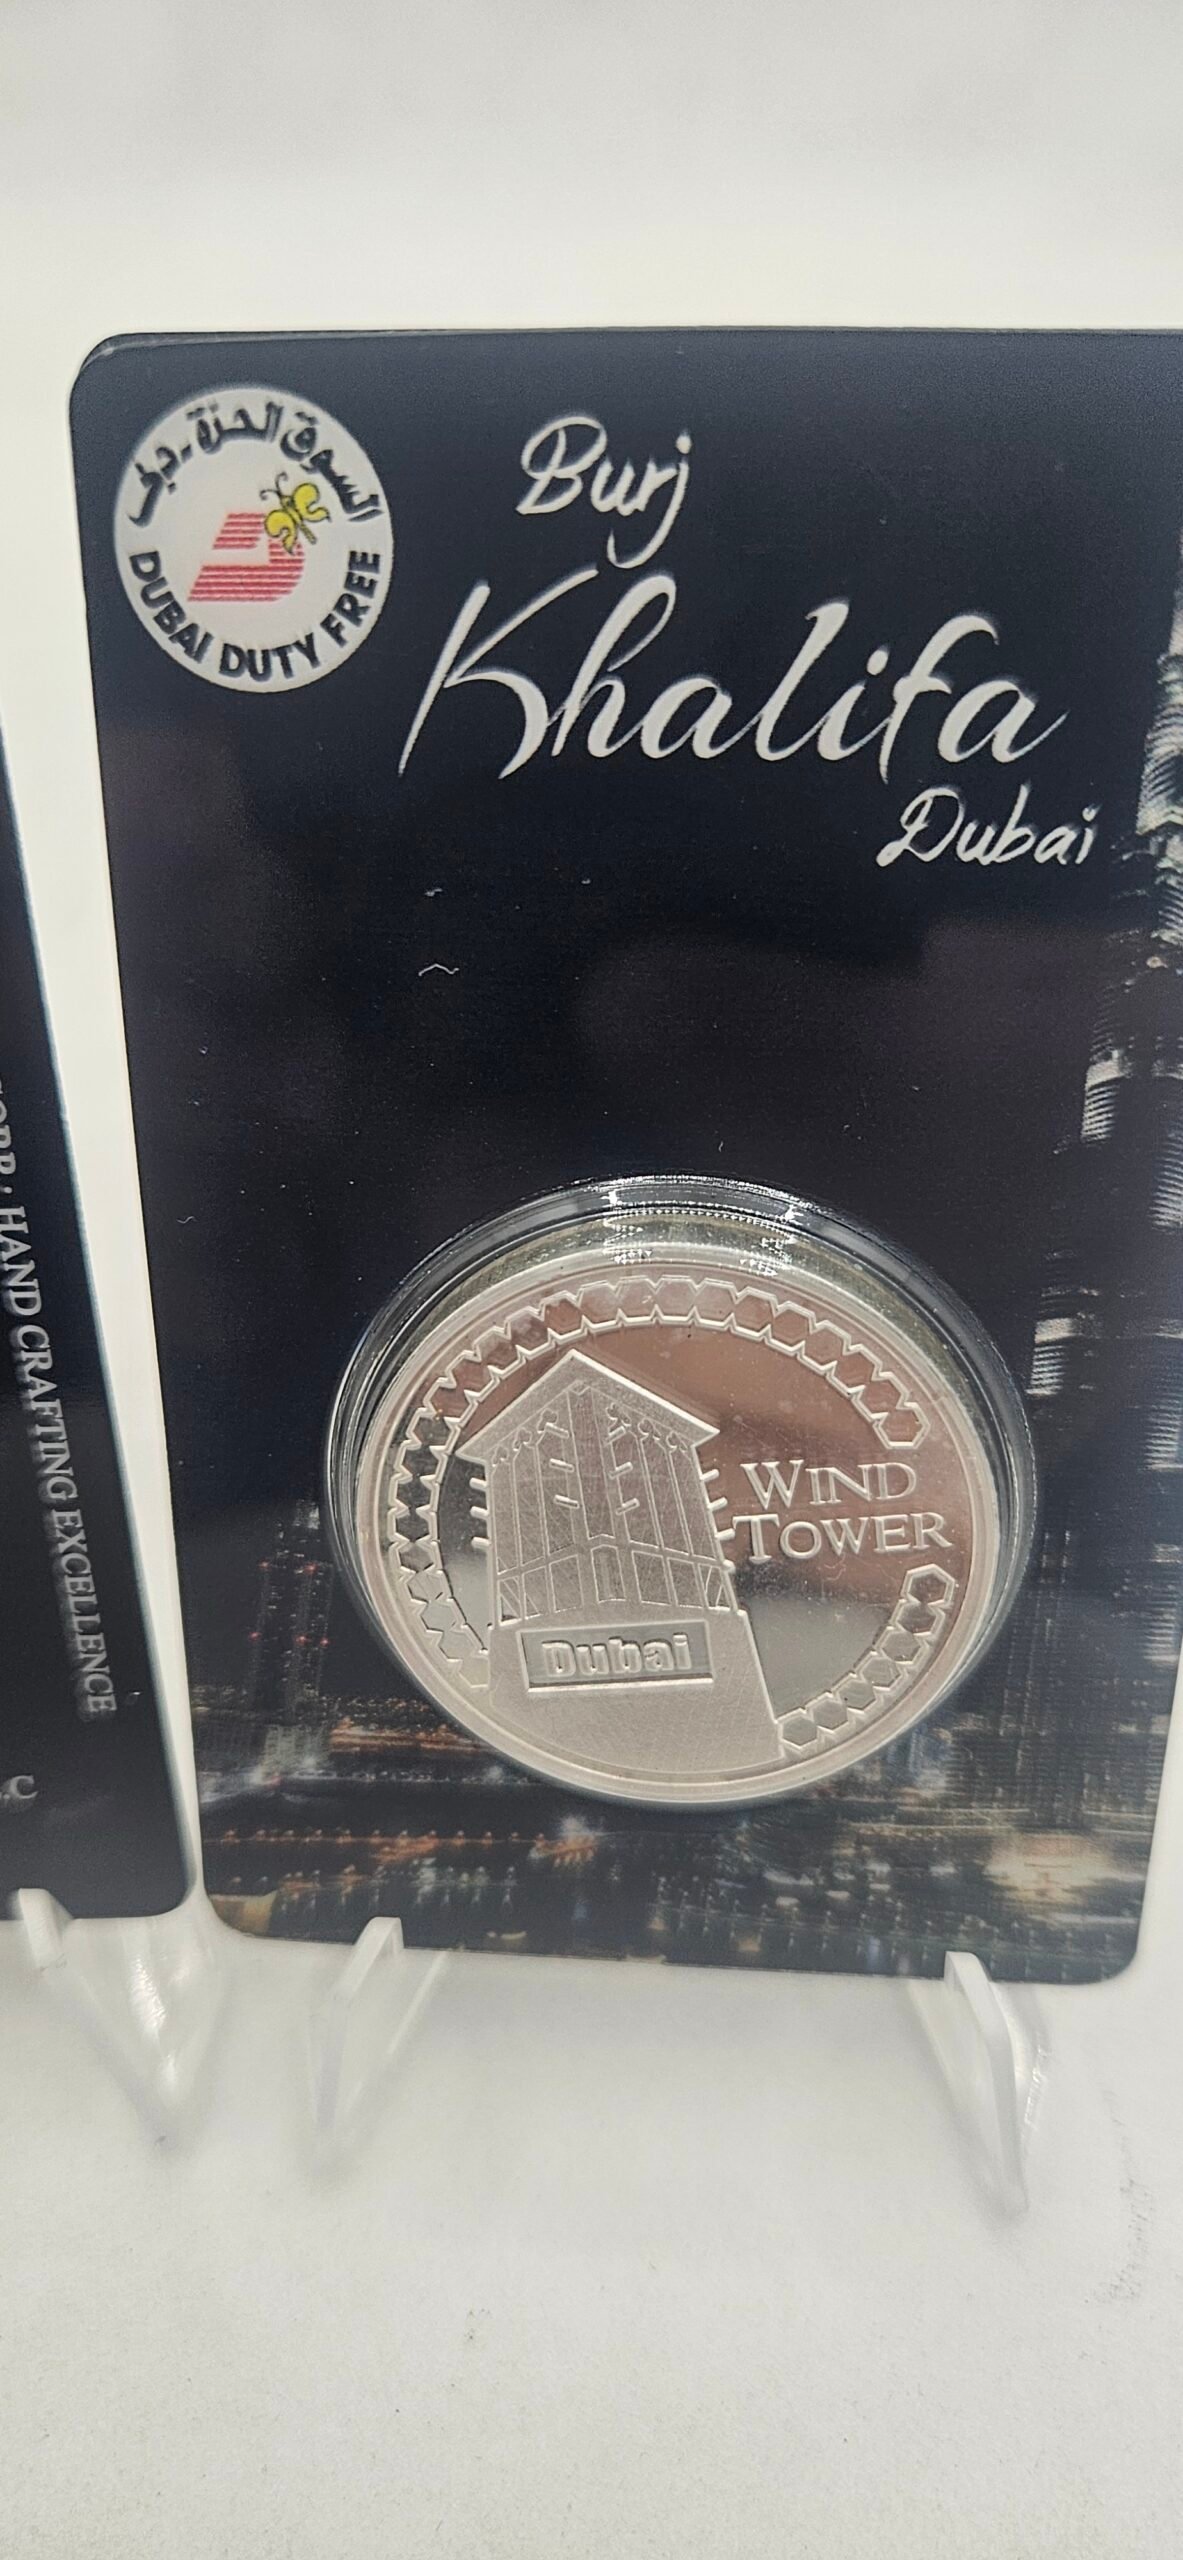 السوق الحرة - دبي
DUBAI DUTY FREE
Burj
Khalifa
Dubai
WIND
TOWER
Dubai
: HAND CRAFTING EXCELLENCE